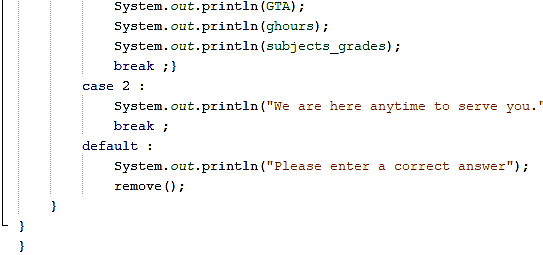 System.out.println(GTA);
System.out.println(ghours);
System.out.println(subjects_grades);
break ;}
case 2 :
System.out.println("We are here anytime to serve you."
break ;
default :
System.out.println("Please enter a correct answer");
remove();
}
}
}